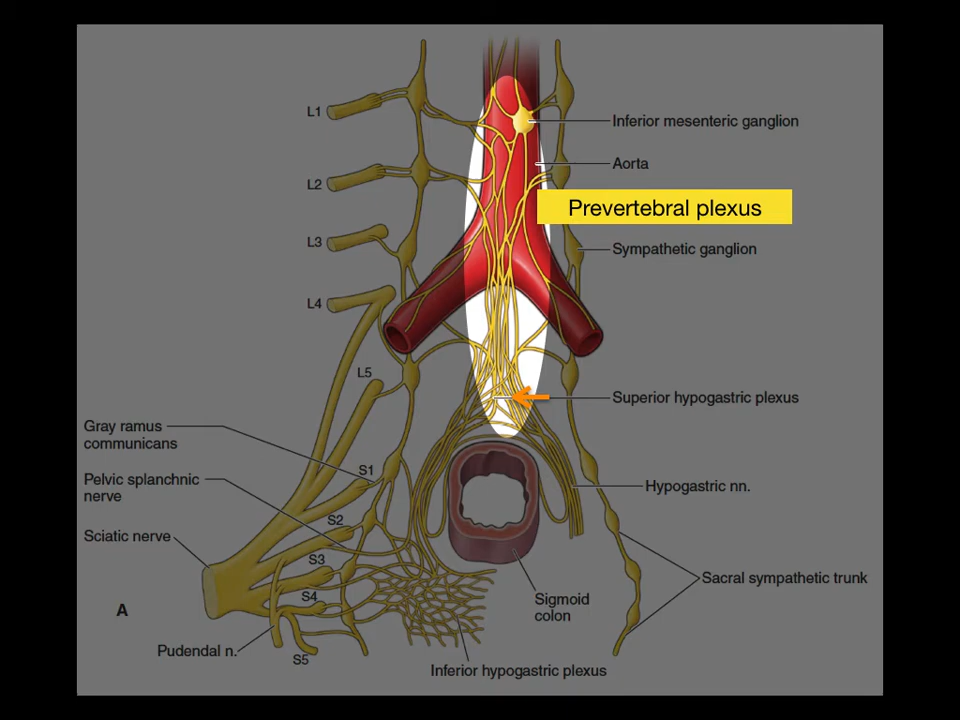 L1
Inferior mesenteric ganglion
Aorta
L2
Prevertebral plexus
L3
Sympathetic ganglion
L4
L5
Superior hypogastric plexus
Gray ramus
communicans
S1
Pelvic splanchnic
nerve
Hypogastric nn.
S2
Sciatic nerve
S3
Sacral sympathetic trunk
S4
Sigmoid
colon
A
Pudendal n.
S5
Inferior hypogastric plexus